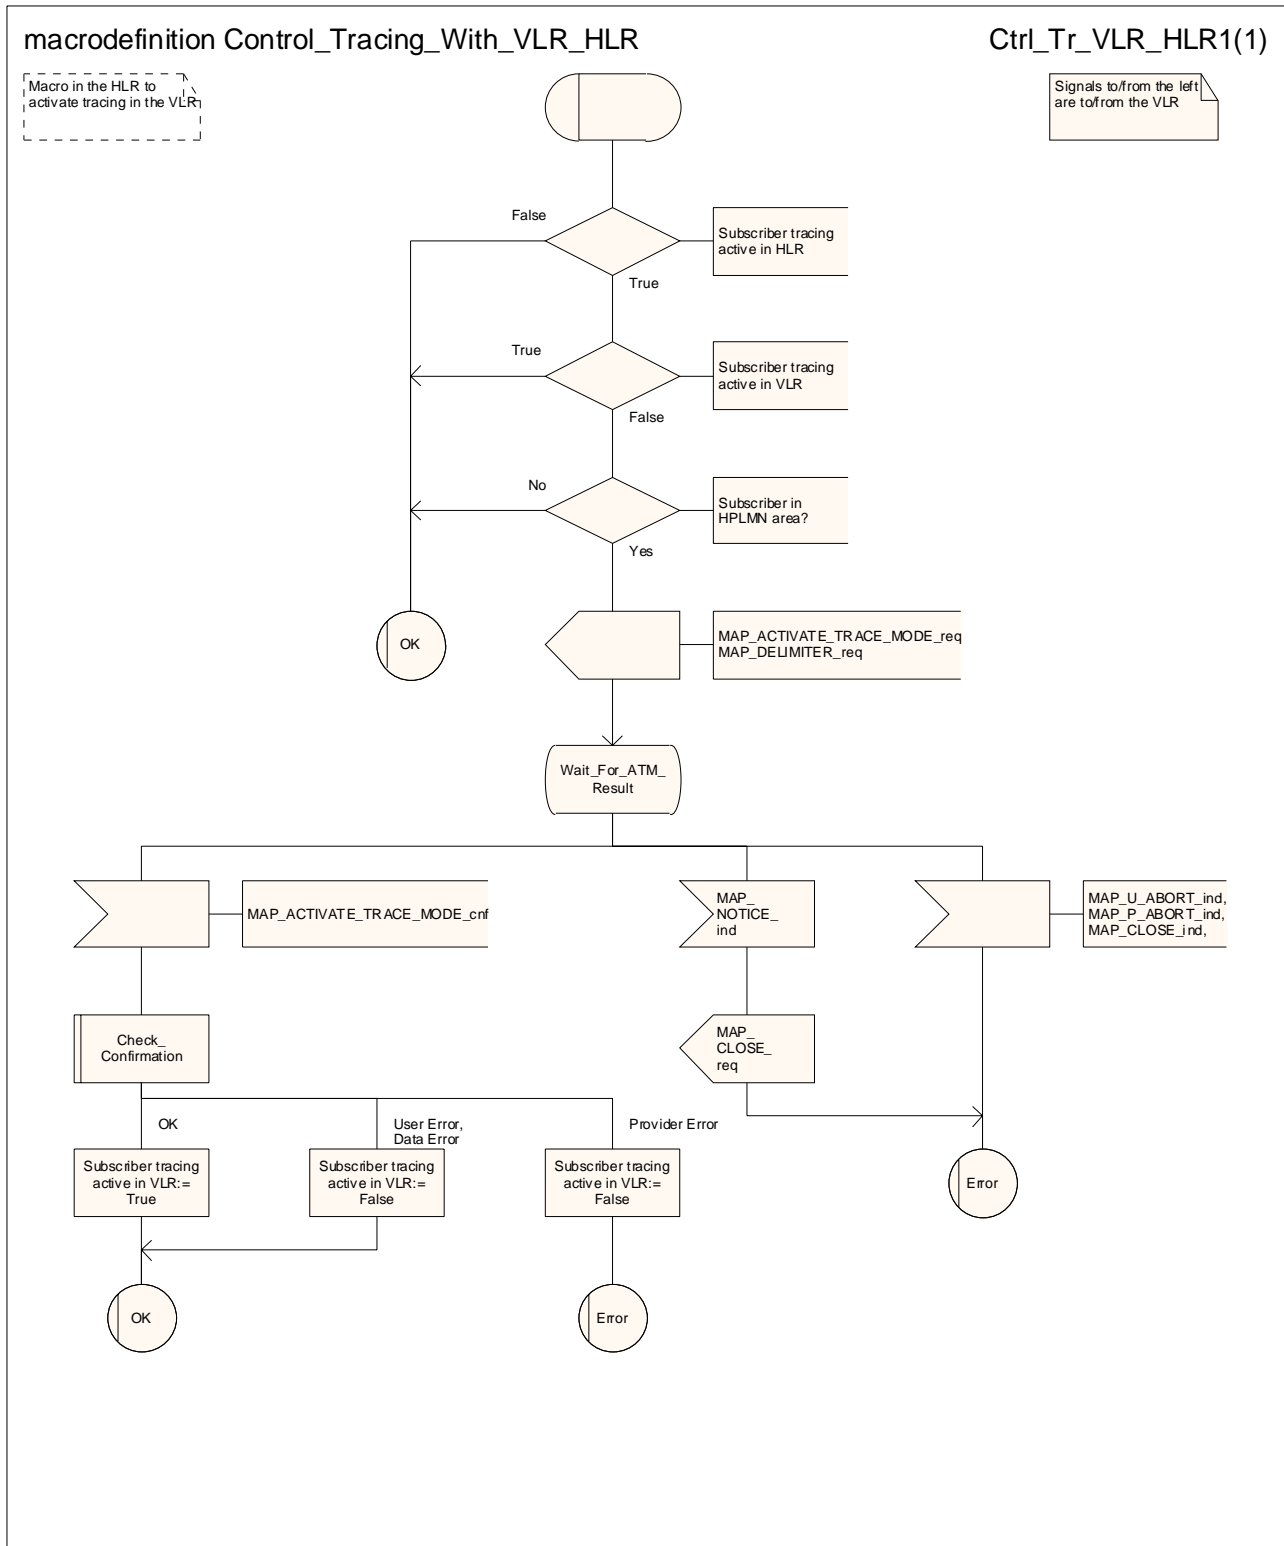 macrodefinition Control_Tracing_With_VLR_HLR
Ctrl_Tr_VLR_HLR1(1)
Macro in the HLR to
activate tracing in the VLR
Signals to/from the left
are to/from the VLR
False
Subscriber tracing
active in HLR
True
True
Subscriber tracing
active in VLR
False
No
Subscriber in
HPLMN area?
Yes
OK
MAP_ACTIVATE_TRACE_MODE_req
MAP_DELIMITER_req
Wait_For_ATM_
Result
MAP_ACTIVATE_TRACE_MODE_cnf
MAP_
NOTICE_
ind
MAP_U_ABORT_ind,
MAP_P_ABORT_ind,
MAP_CLOSE_ind,
Check_
Confirmation
MAP_
CLOSE_
req
OK
User Error,
Data Error
Provider Error
Subscriber tracing
active in VLR:=
True
Subscriber tracing
active in VLR:=
False
Subscriber tracing
active in VLR:=
False
Error
OK
Error